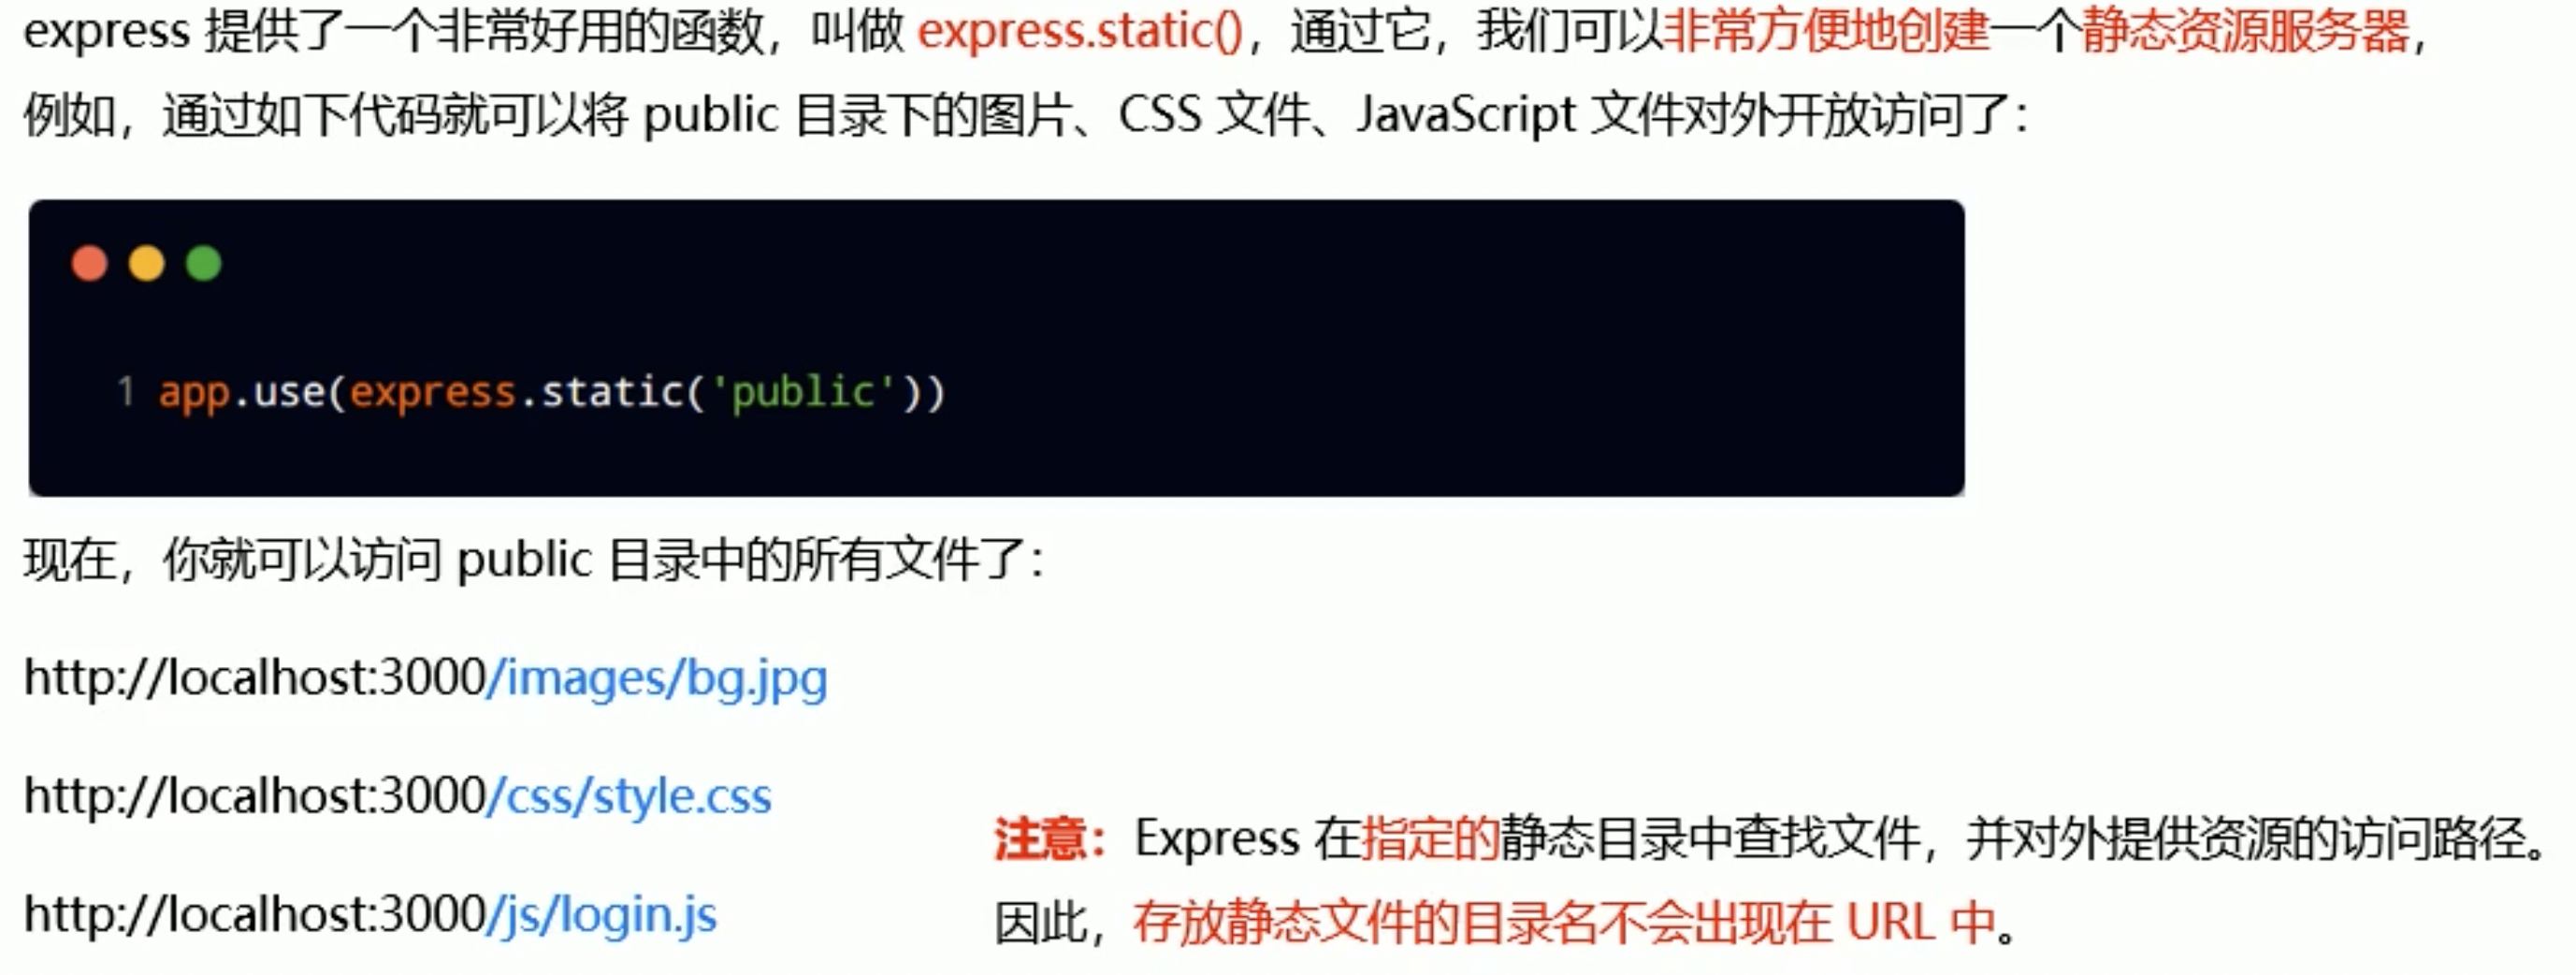 express 提供了一个非常好用的函数，叫做 express.static()，通过它，我们可以非常方便地创建一个静态资源服务器，
例如，通过如下代码就可以将 public 目录下的图片、CSS 文件、JavaScript 文件对外开放访问了：
1 app.use(express.static('public'))
现在，你就可以访问 public 目录中的所有文件了：
http://localhost:3000/images/bg.jpg
http://localhost:3000/css/style.css
http://localhost:3000/js/login.js
注意：Express 在指定的静态目录中查找文件，并对外提供资源的访问路径。
因此，存放静态文件的目录名不会出现在 URL 中。